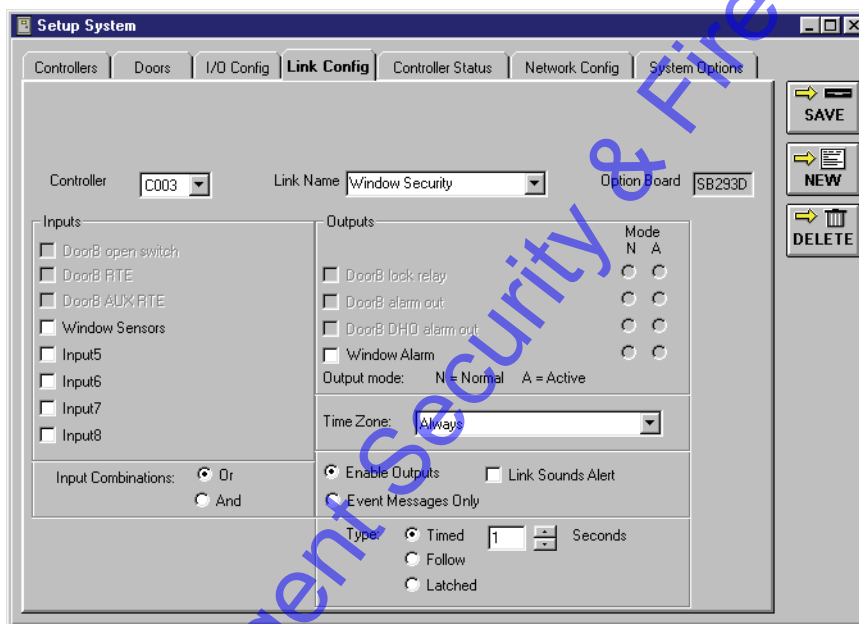 Setup System
Controllers Doors I/O Config Link Config Controller Status Network Config System Options
SAVE
NEW
DELETE
Controller C003 Link Name Window Security Option Board SB293D
Inputs
DoorB open switch
DoorB RTE
DoorB AUX RTE
Window Sensors
Input5
Input6
Input7
Input8
Outputs
Mode
N A
DoorB lock relay
DoorB alarm out
DoorB DHO alarm out
Window Alarm
Output mode: N = Normal A = Active
Time Zone: Always
Input Combinations: Or
And
Enable Outputs Link Sounds Alert
Event Messages Only
Type: Timed 1 Seconds
Follow
Latched
gent Security & Fire